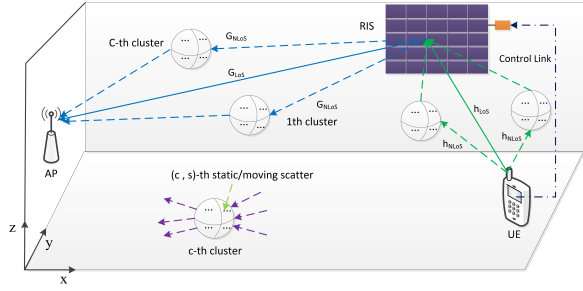 RIS
C-th cluster
G_NLoS
Control Link
G_LoS
h_LoS
G_NLoS
1th cluster
h_NLoS
h_NLoS
AP
(c , s)-th static/moving scatter
... ...
... ...
c-th cluster
UE
z
y
x